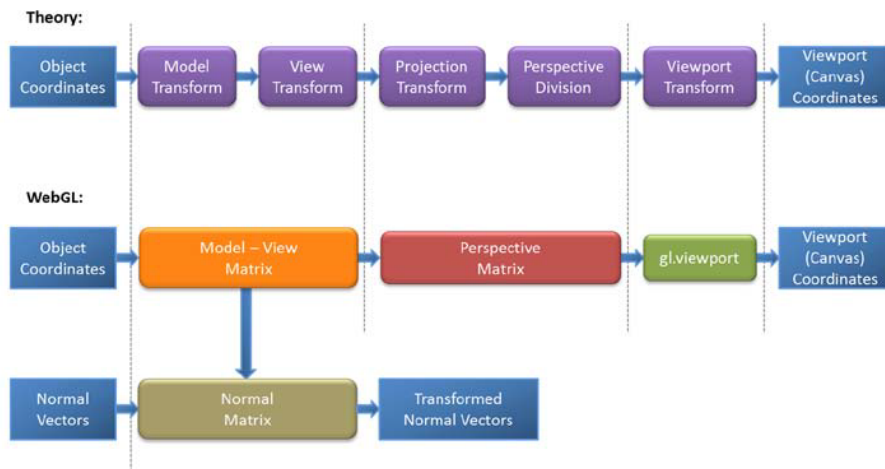 Theory:
Object
Coordinates
Model
Transform
View
Transform
Projection
Transform
Perspective
Division
Viewport
Transform
Viewport
(Canvas)
Coordinates
WebGL:
Object
Coordinates
Model – View
Matrix
Perspective
Matrix
gl.viewport
Viewport
(Canvas)
Coordinates
Normal
Vectors
Normal
Matrix
Transformed
Normal Vectors